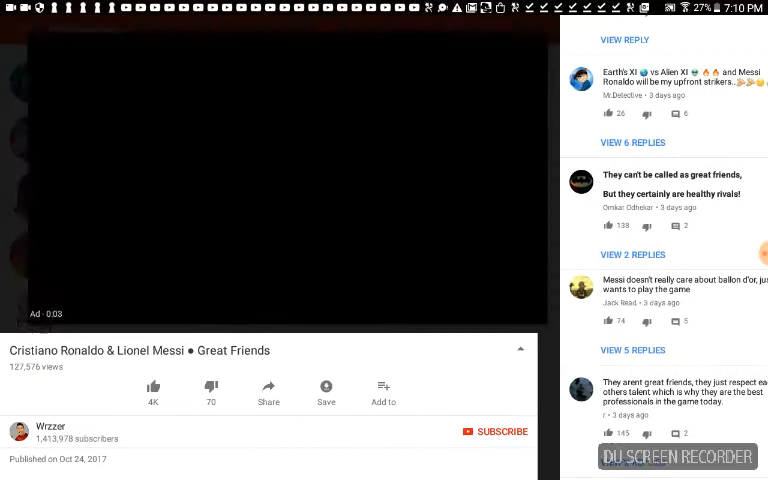 27% 7:10 PM
VIEW REPLY
Earth's XI vs Alien XI and Messi
Ronaldo will be my upfront strikers..
Mr.Detective • 3 days ago
26 6
VIEW 6 REPLIES
They can't be called as great friends,
But they certainly are healthy rivals!
Omkar Odhekar • 3 days ago
138 2
VIEW 2 REPLIES
Messi doesn't really care about ballon d'or, jus
wants to play the game
Jack Read • 3 days ago
74 5
VIEW 5 REPLIES
They arent great friends, they just respect ea
others talent which is why they are the best
professionals in the game today.
r • 3 days ago
145 2
DU SCREEN RECORDER
Ad · 0:03
Cristiano Ronaldo & Lionel Messi ● Great Friends
127,576 views
4K 70 Share Save Add to
Wrzzer
1,413,978 subscribers
SUBSCRIBE
Published on Oct 24, 2017